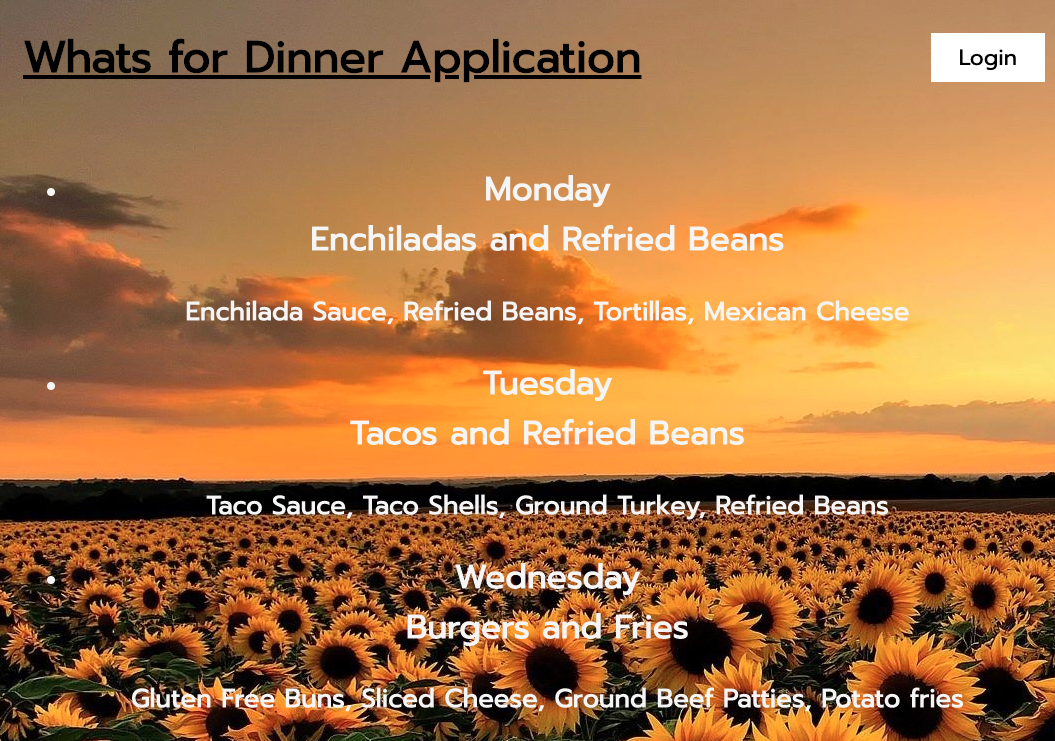 Whats for Dinner Application
Login
Monday
Enchiladas and Refried Beans
Enchilada Sauce, Refried Beans, Tortillas, Mexican Cheese
Tuesday
Tacos and Refried Beans
Taco Sauce, Taco Shells, Ground Turkey, Refried Beans
Wednesday
Burgers and Fries
Gluten Free Buns, Sliced Cheese, Ground Beef Patties, Potato fries